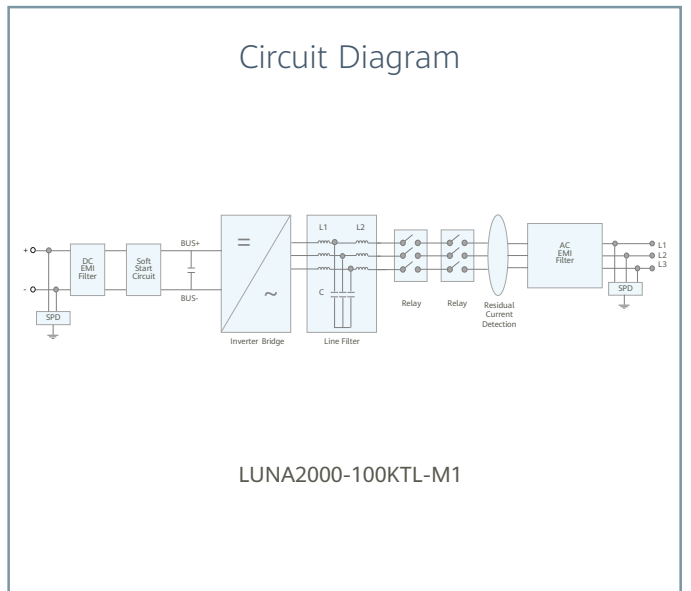 Circuit Diagram
+
-
SPD
DC
EMI
Filter
Soft
Start
Circuit
BUS+
BUS-
=
~
Inverter Bridge
L1
L2
C
Line Filter
Relay
Relay
Residual
Current
Detection
AC
EMI
Filter
L1
L2
L3
SPD
LUNA2000-100KTL-M1